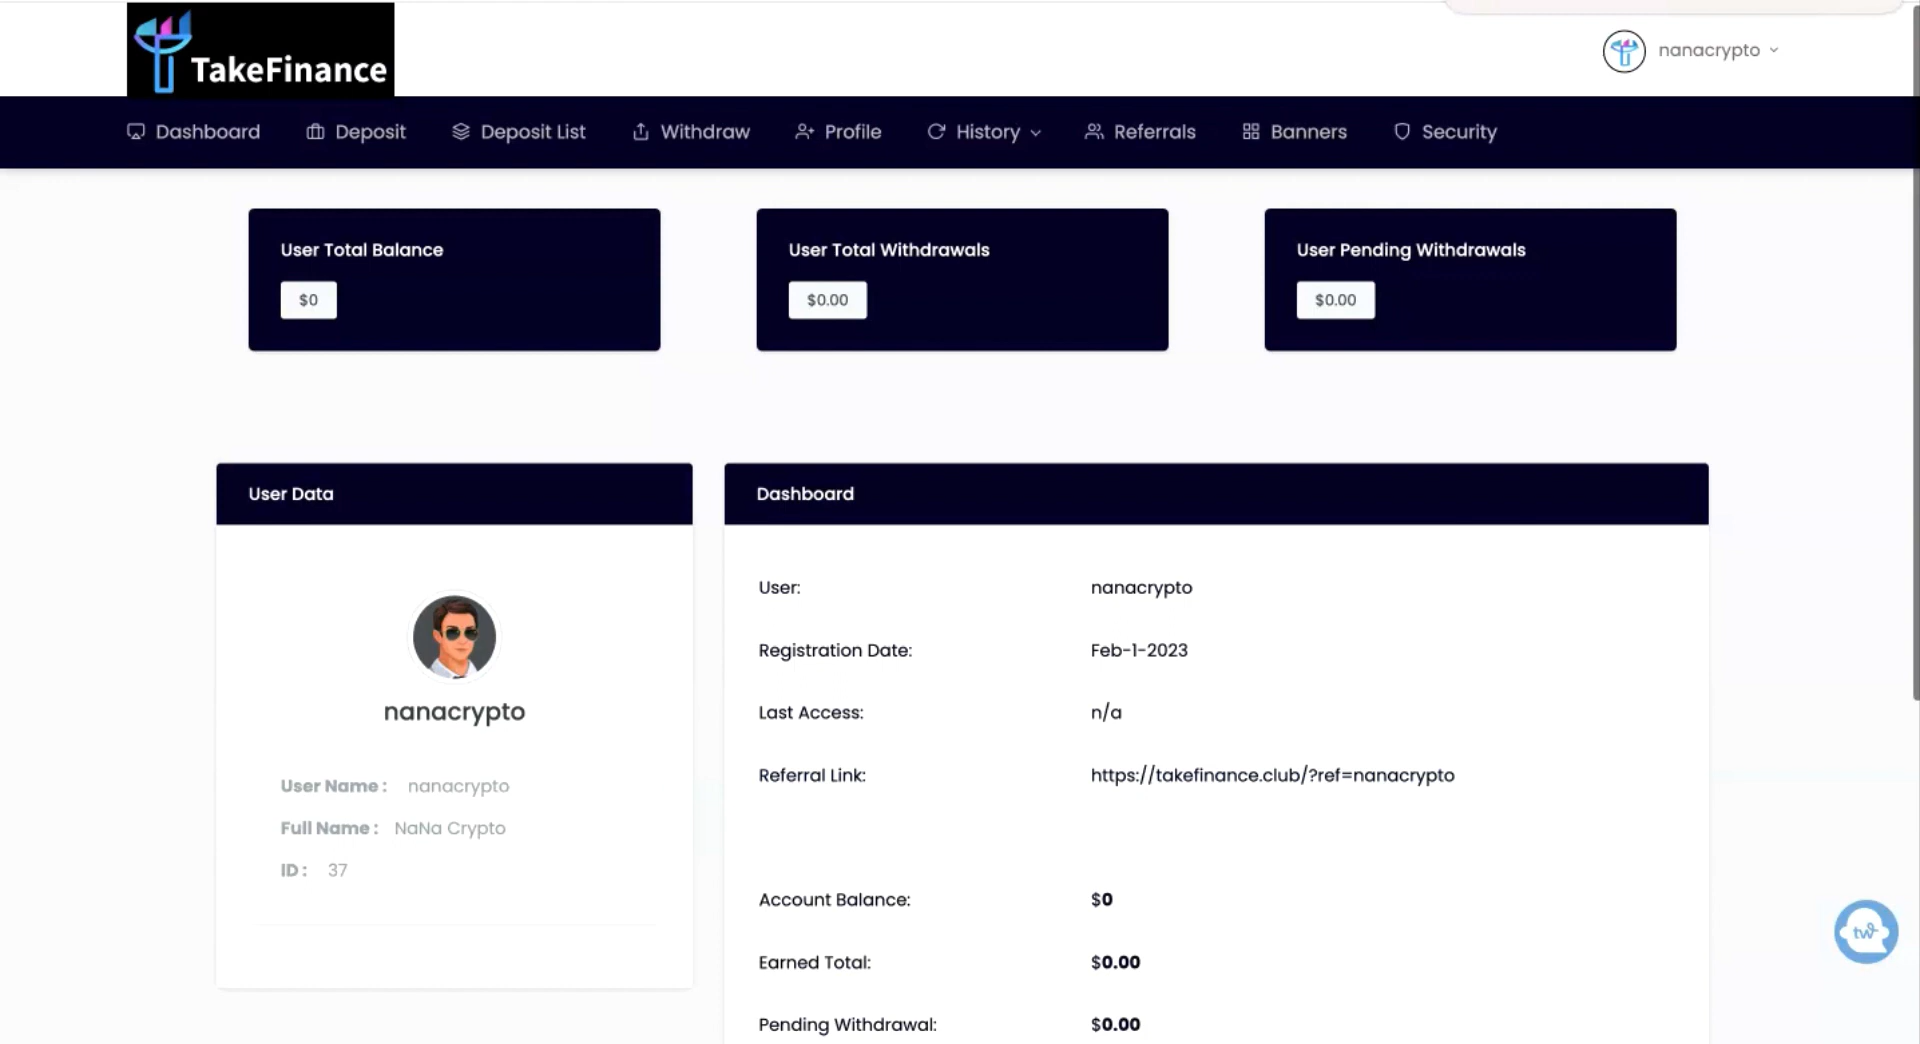 TakeFinance
nanacrypto
Dashboard Deposit Deposit List Withdraw Profile History Referrals Banners Security
User Total Balance
$0
User Total Withdrawals
$0.00
User Pending Withdrawals
$0.00
User Data
nanacrypto
User Name : nanacrypto
Full Name : NaNa Crypto
ID : 37
Dashboard
User: nanacrypto
Registration Date: Feb-1-2023
Last Access: n/a
Referral Link: https://takefinance.club/?ref=nanacrypto
Account Balance: $0
Earned Total: $0.00
Pending Withdrawal: $0.00
tw